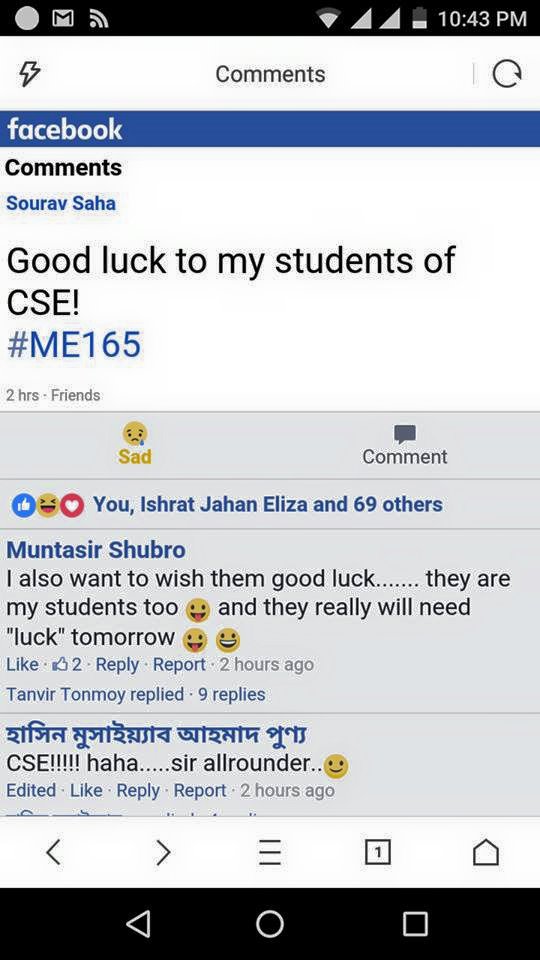 10:43 PM
Comments
facebook
Comments
Sourav Saha
Good luck to my students of
CSE!
#ME165
2 hrs · Friends
Sad
Comment
You, Ishrat Jahan Eliza and 69 others
Muntasir Shubro
I also want to wish them good luck....... they are
my students too 😛 and they really will need
"luck" tomorrow 😛 😀
Like · 👍 2 · Reply · Report · 2 hours ago
Tanvir Tonmoy replied · 9 replies
হাসিন মুসাইয়্যাব আহমাদ পুণ্য
CSE!!!!! haha.....sir allrounder..🙂
Edited · Like · Reply · Report · 2 hours ago
1